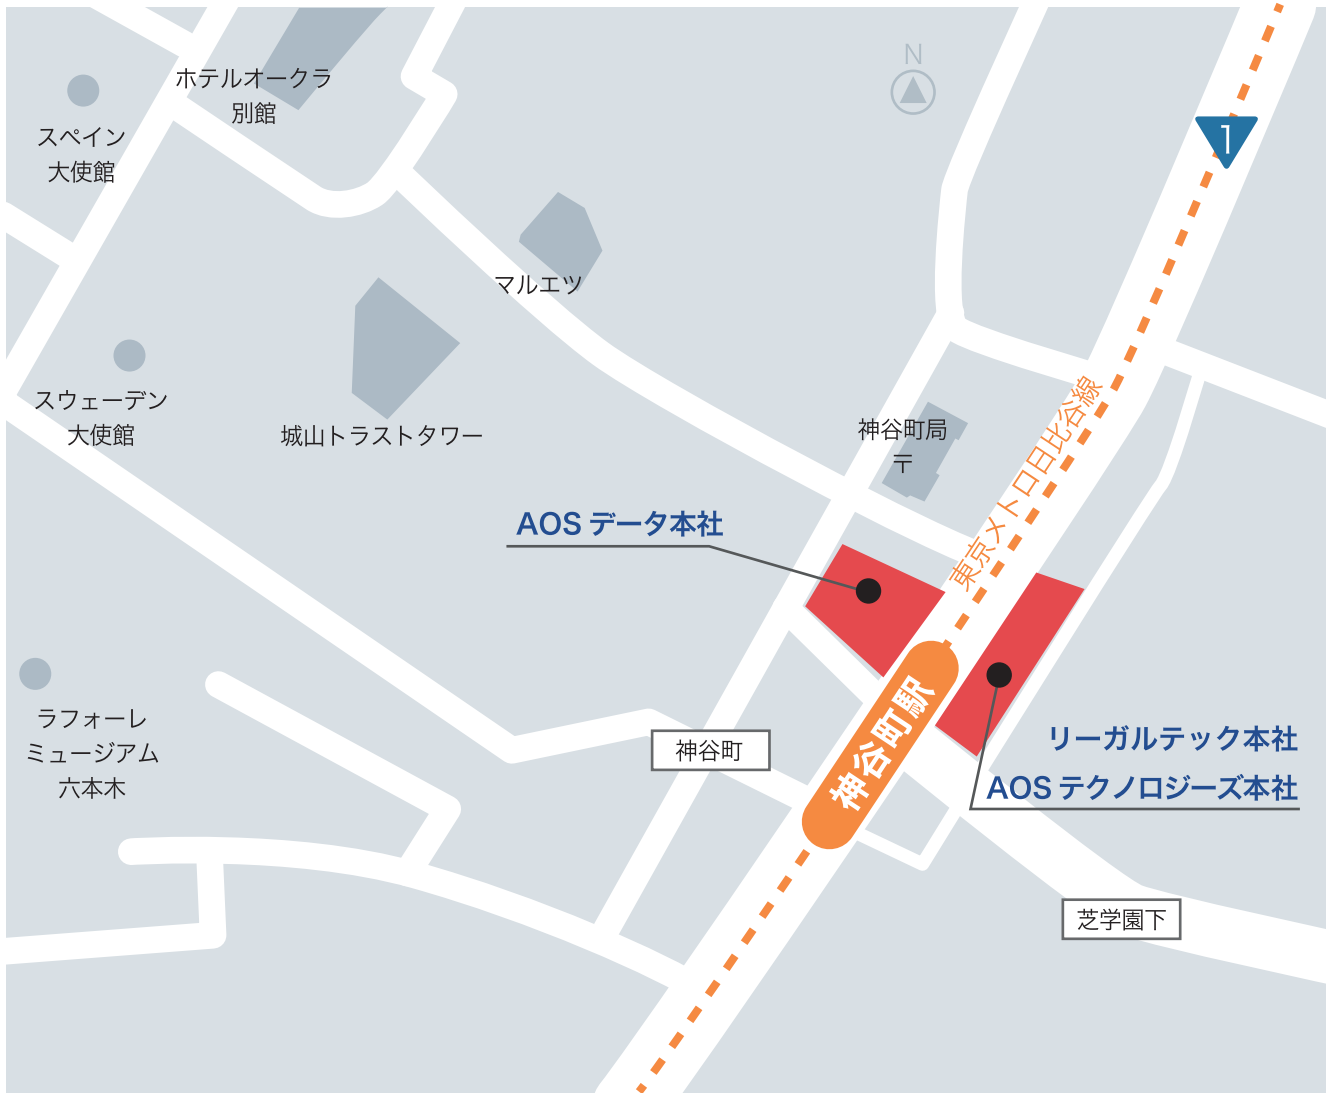 N
1
ホテルオークラ
別館
スペイン
大使館
マルエツ
スウェーデン
大使館
城山トラストタワー
神谷町局
〒
東京メトロ日比谷線
AOS データ本社
神谷町駅
ラフォーレ
ミュージアム
六本木
神谷町
リーガルテック本社
AOS テクノロジーズ本社
芝学園下